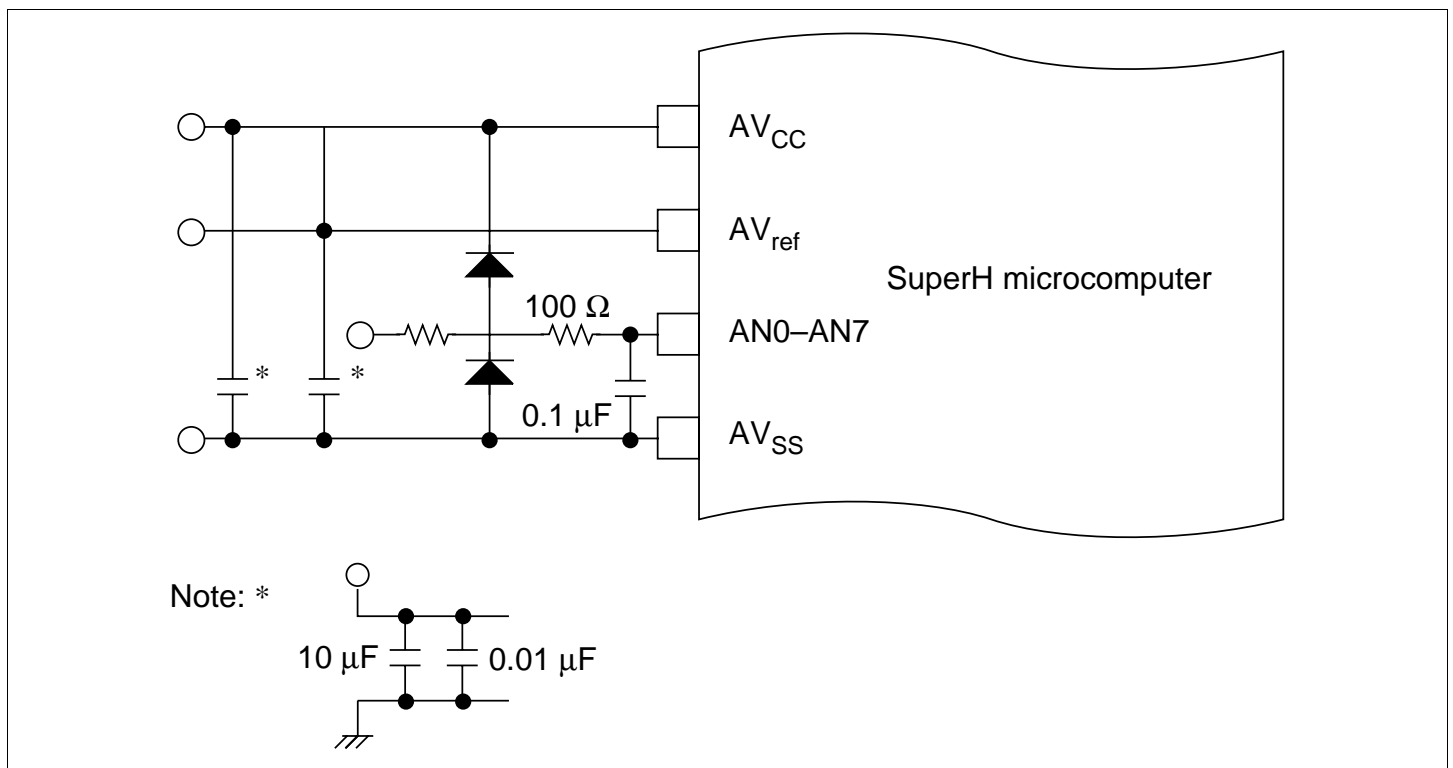 AVCC
AVref
SuperH microcomputer
100 Ω
AN0–AN7
* *
0.1 μF
AVSS
Note: *
10 μF 0.01 μF